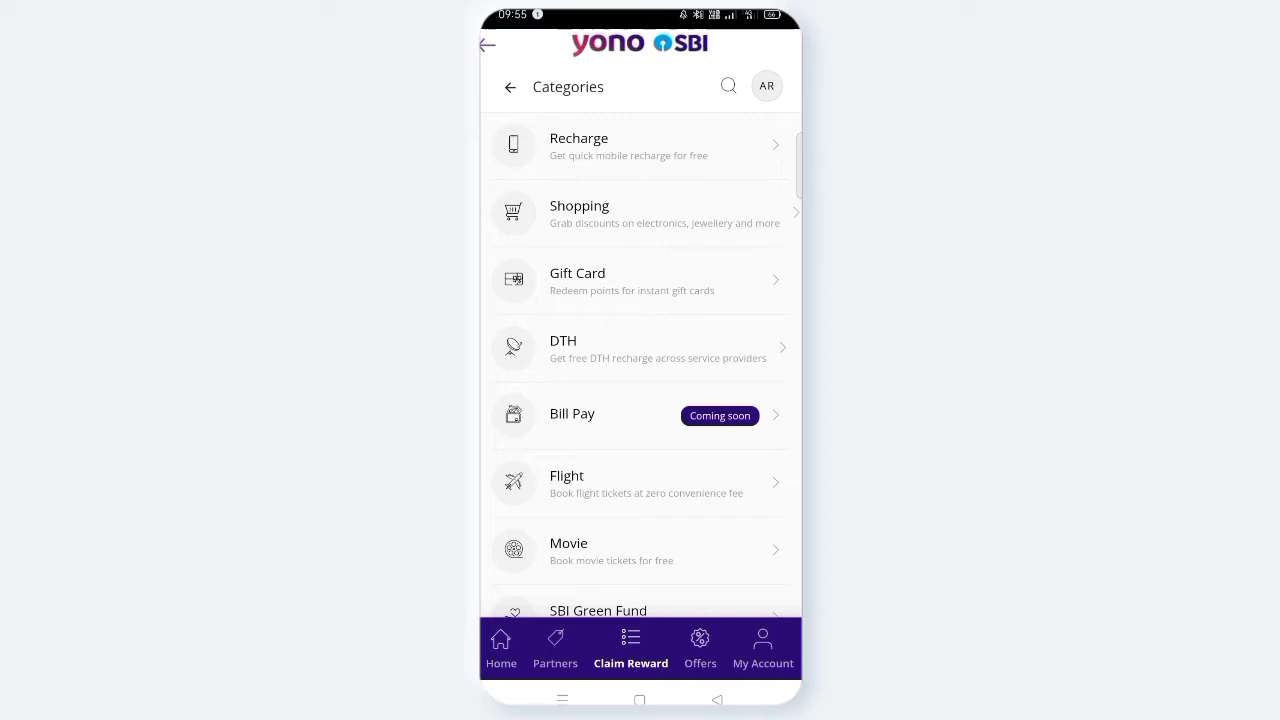 09:55
66
yono SBI
Categories
AR
Recharge
Get quick mobile recharge for free
Shopping
Grab discounts on electronics, jewellery and more
Gift Card
Redeem points for instant gift cards
DTH
Get free DTH recharge across service providers
Bill Pay
Coming soon
Flight
Book flight tickets at zero convenience fee
Movie
Book movie tickets for free
SBI Green Fund
Home Partners Claim Reward Offers My Account